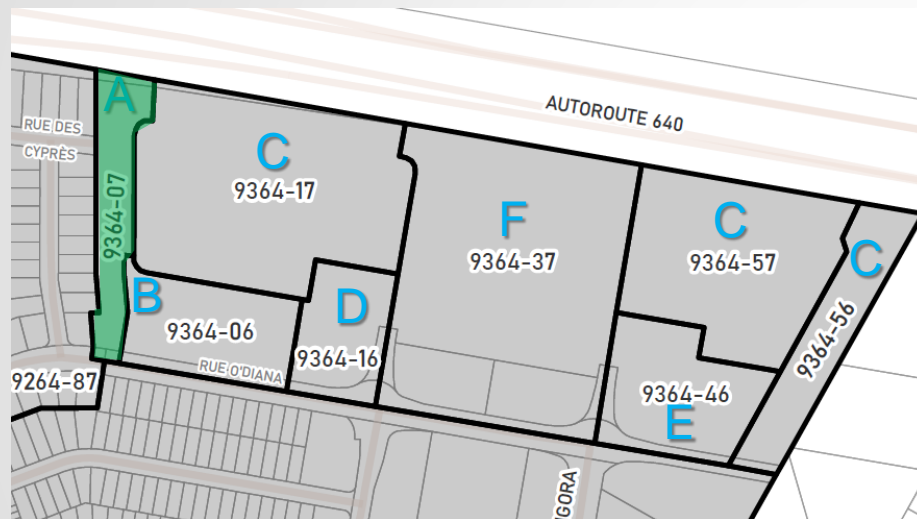 AUTOROUTE 640
A
RUE DES
CYPRÈS
9364-07
C
9364-17
F
9364-37
C
9364-57
C
9364-56
B
9364-06
D
9364-16
RUE D'DIANA
9264-87
9364-46
E
NGORA